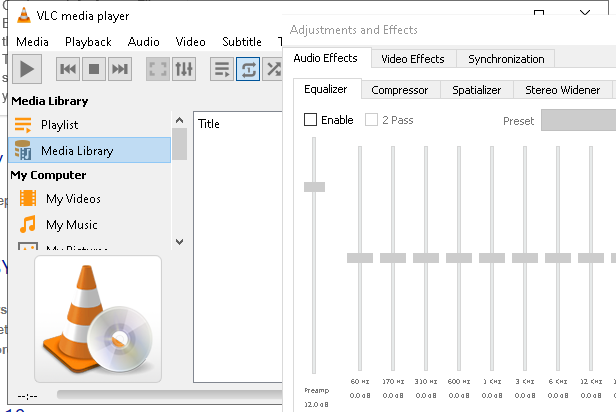 VLC media player
Media Playback Audio Video Subtitle
Media Library
Playlist
Media Library
My Computer
My Videos
My Music
My Pictures
--:--
Title
Adjustments and Effects
Audio Effects Video Effects Synchronization
Equalizer Compressor Spatializer Stereo Widener
Enable 2 Pass Preset
60 Hz 170 Hz 310 Hz 600 Hz 1 KHz 3 KHz 6 KHz 12 KHz
Preamp 0.0 dB 0.0 dB 0.0 dB 0.0 dB 0.0 dB 0.0 dB 0.0 dB 0.0 dB
12.0 dB